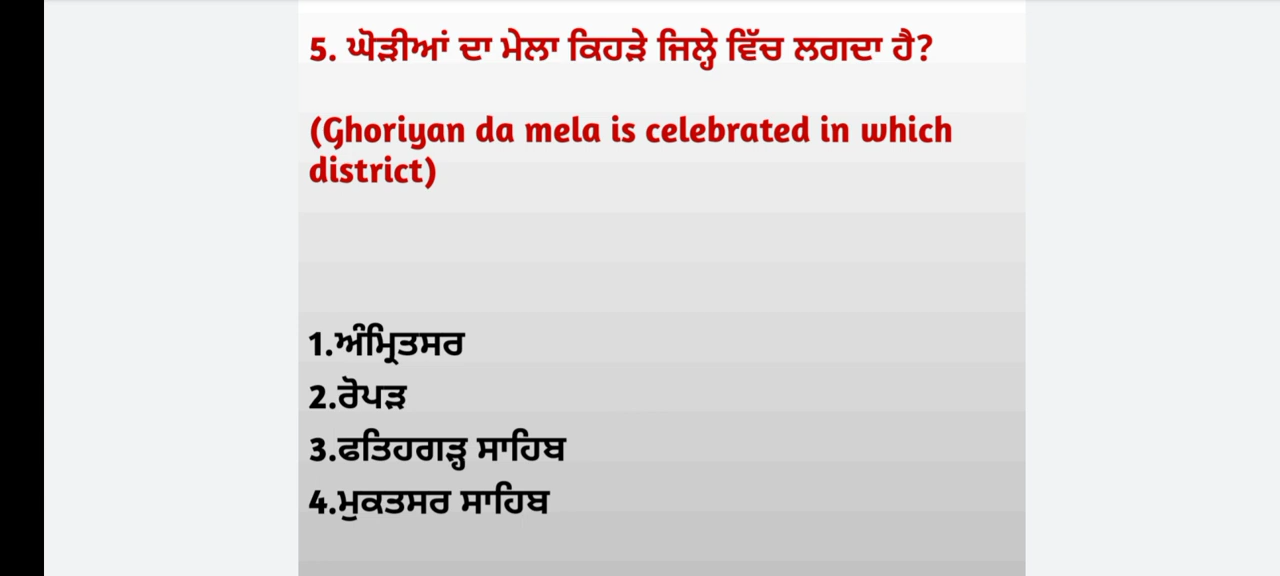 5. ਘੋੜੀਆਂ ਦਾ ਮੇਲਾ ਕਿਹੜੇ ਜਿਲ੍ਹੇ ਵਿੱਚ ਲਗਦਾ ਹੈ?
(Ghoriyan da mela is celebrated in which
district)
1.ਅੰਮ੍ਰਿਤਸਰ
2.ਰੋਪੜ
3.ਫਤਿਹਗੜ੍ਹ ਸਾਹਿਬ
4.ਮੁਕਤਸਰ ਸਾਹਿਬ